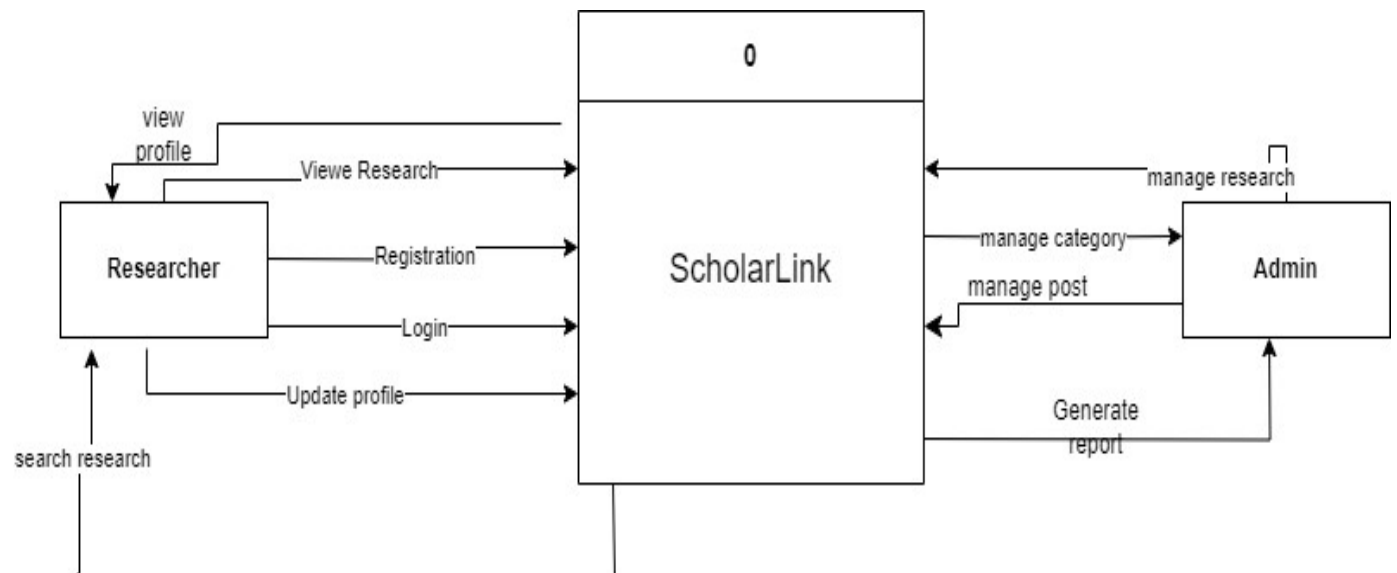 0
view
profile
Viewe Research
manage research
Registration
manage category
Researcher
ScholarLink
Admin
manage post
Login
Update profile
Generate
report
search research